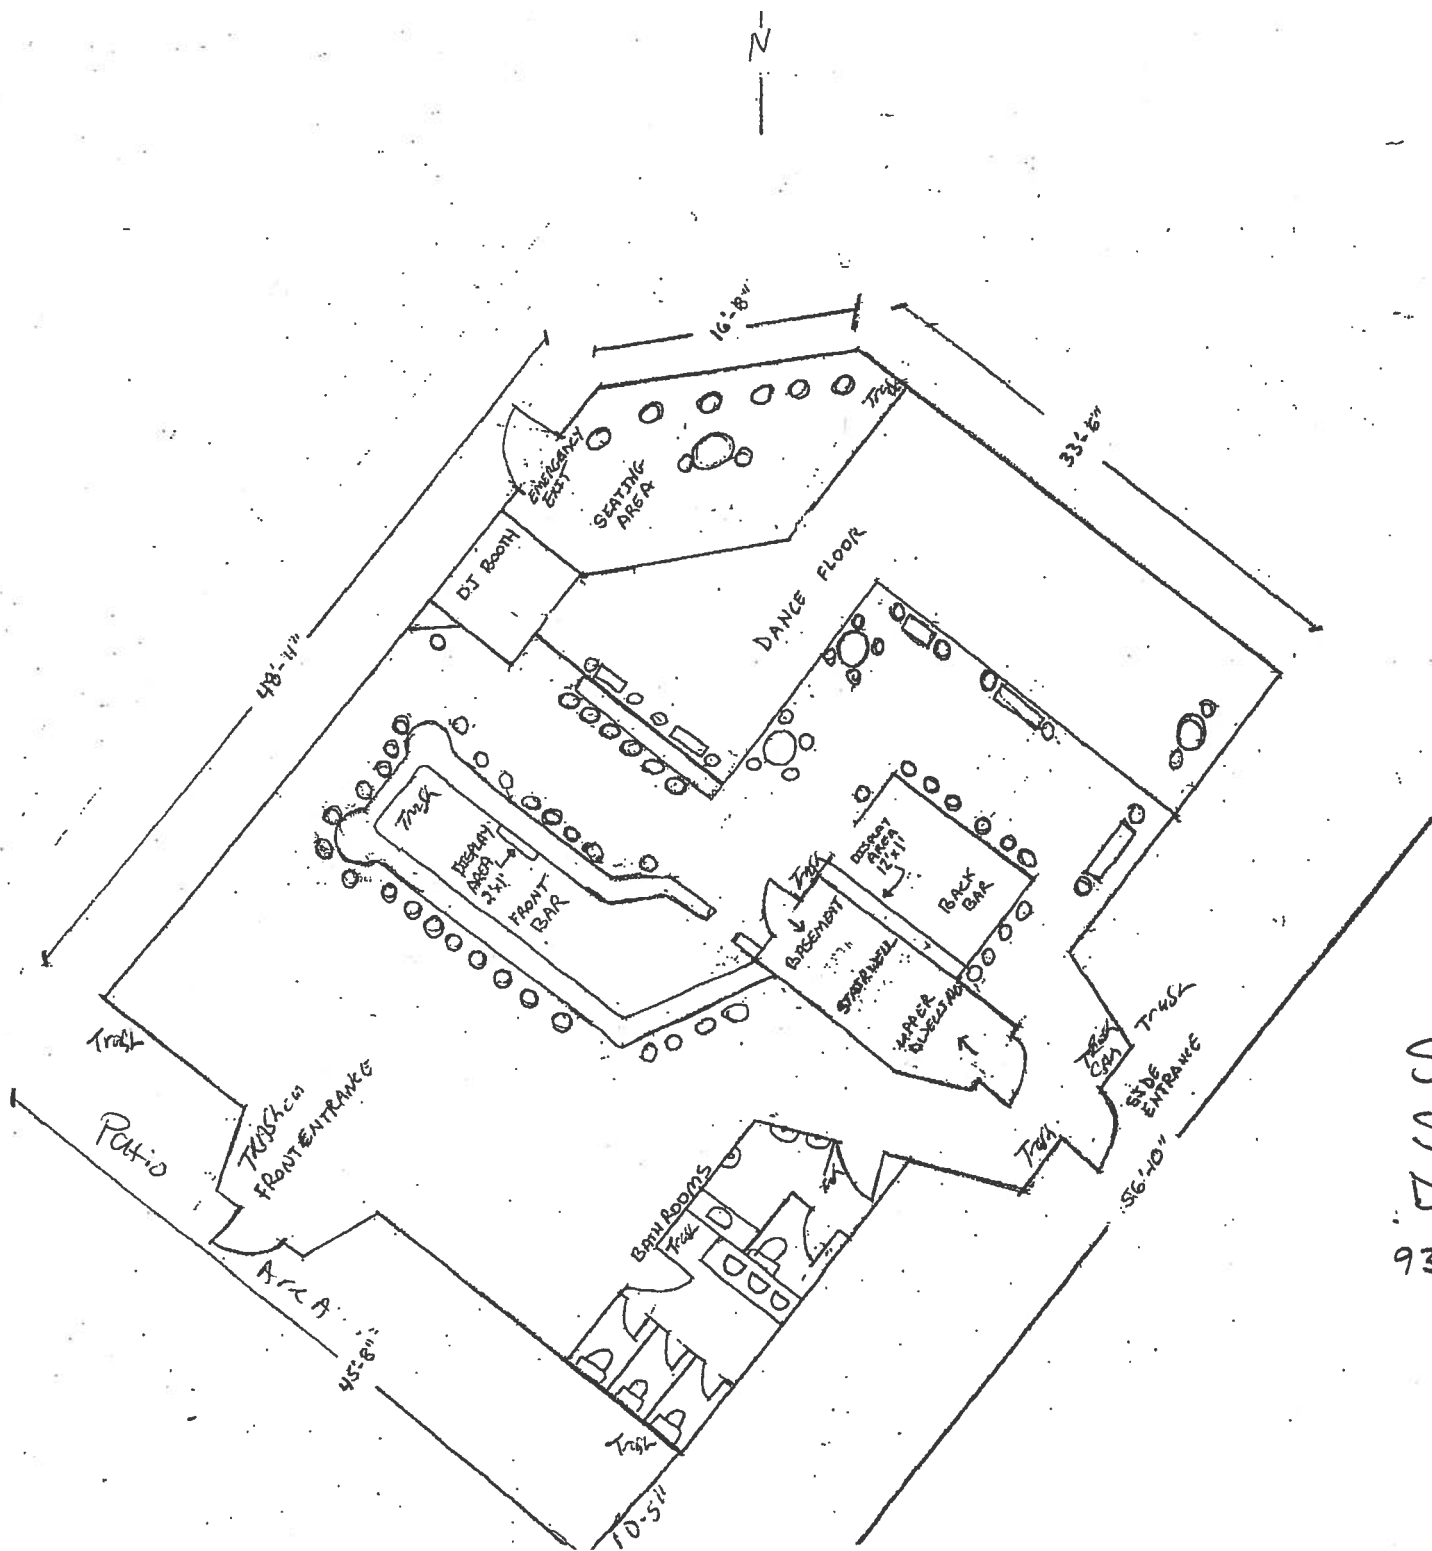 N
16'-8"
33'-6"
48'-11"
Trash
EMERGENCY
EXIT
SEATING
AREA
DJ BOOTH
DANCE FLOOR
Trash
DISPLAY
AREA
2'x1'
FRONT
BAR
Trash
DISPLAY
AREA
12'x1'
BACK
BAR
BASEMENT
STAIRWELL
UPPER
DWELLING
Trash
Trash
CAN
Trash
SIDE
ENTRANCE
Trash
56'-10"
Trash
TRASH can
FRONT ENTRANCE
Patio
Area
45'-8"
BATHROOMS
Trash
Trash
10-5"
93